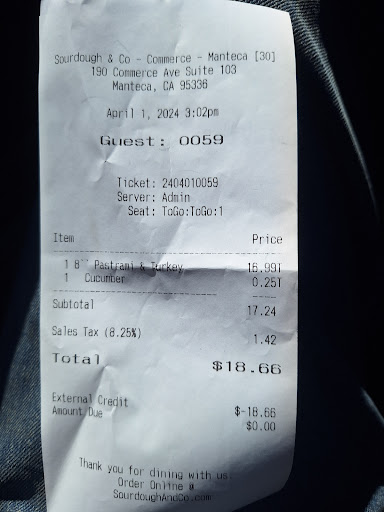 Sourdough & Co - Commerce - Manteca [30]
190 Commerce Ave Suite 103
Manteca, CA 95336
April 1, 2024 3:02pm
Guest: 0059
Ticket: 2404010059
Server: Admin
Seat: ToGo:ToGo:1
Item Price
1 8`` Pastrami & Turkey 16.99T
1 Cucumber 0.25T
Subtotal 17.24
Sales Tax (8.25%) 1.42
Total $18.66
External Credit $-18.66
Amount Due $0.00
Thank you for dining with us
Order Online @
SourdoughAndCo.com